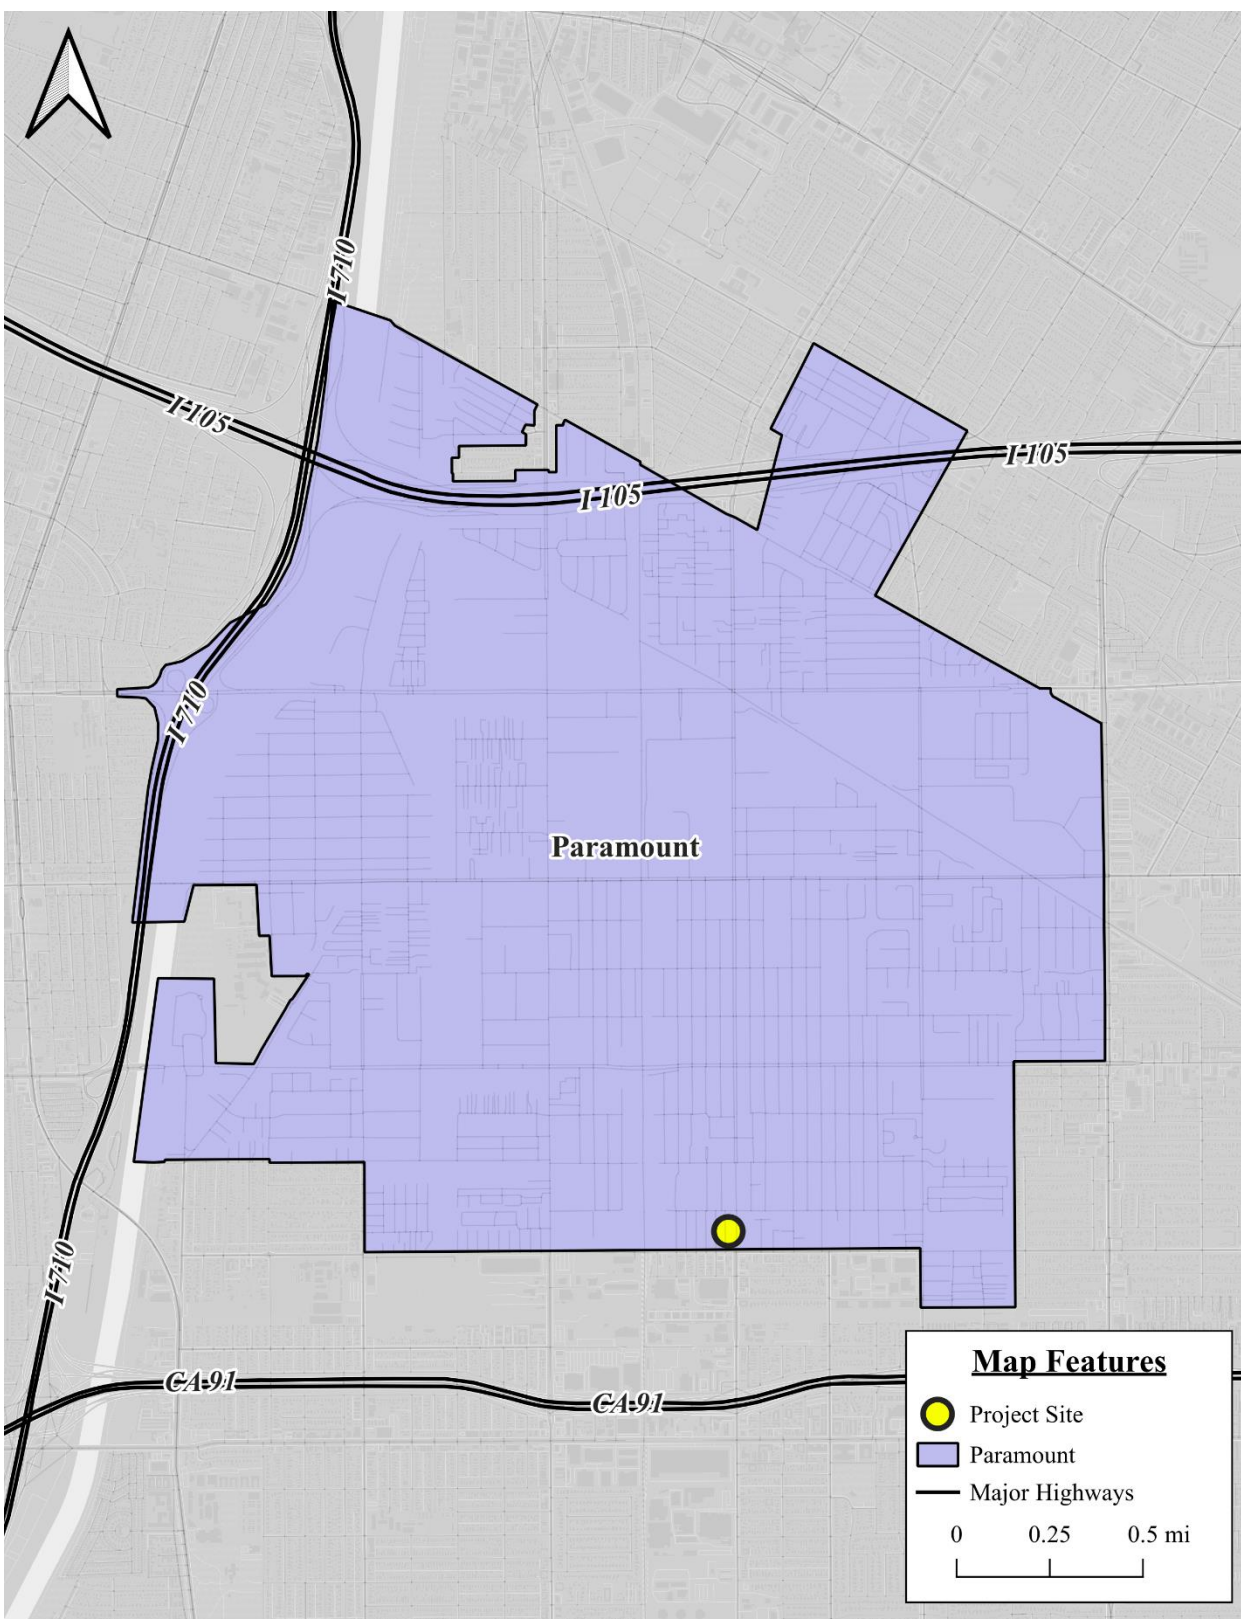 I 710
I 105
I 105
I 105
I 710
Paramount
I 710
CA 91
CA 91
Map Features
Project Site
Paramount
Major Highways
0 0.25 0.5 mi